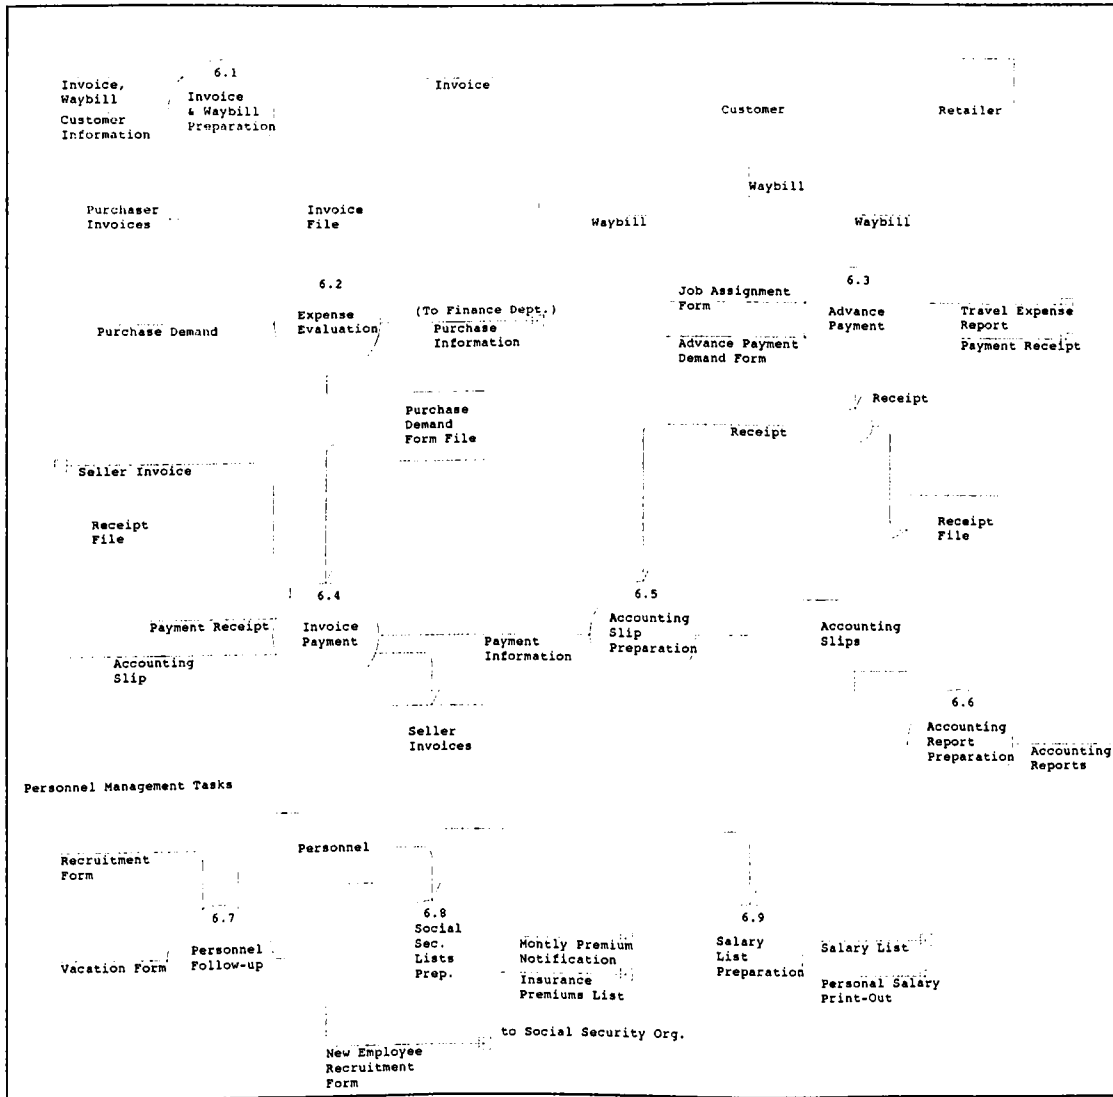 6.1
Invoice,
Waybill
Customer
Information
Invoice
& Waybill
Preparation
Invoice
Customer
Retailer
Waybill
Purchaser
Invoices
Invoice
File
Waybill
Waybill
6.2
Expense
Evaluation
Purchase Demand
(To Finance Dept.)
Purchase
Information
Job Assignment
Form
Advance Payment
Demand Form
6.3
Advance
Payment
Travel Expense
Report
Payment Receipt
Purchase
Demand
Form File
Receipt
Receipt
Seller Invoice
Receipt
File
Receipt
File
6.4
Invoice
Payment
Payment Receipt
Accounting
Slip
Payment
Information
6.5
Accounting
Slip
Preparation
Accounting
Slips
Seller
Invoices
6.6
Accounting
Report
Preparation
Accounting
Reports
Personnel Management Tasks
Recruitment
Form
Personnel
6.7
Personnel
Follow-up
Vacation Form
6.8
Social
Sec.
Lists
Prep.
Montly Premium
Notification
Insurance
Premiums List
6.9
Salary
List
Preparation
Salary List
Personal Salary
Print-Out
to Social Security Org.
New Employee
Recruitment
Form